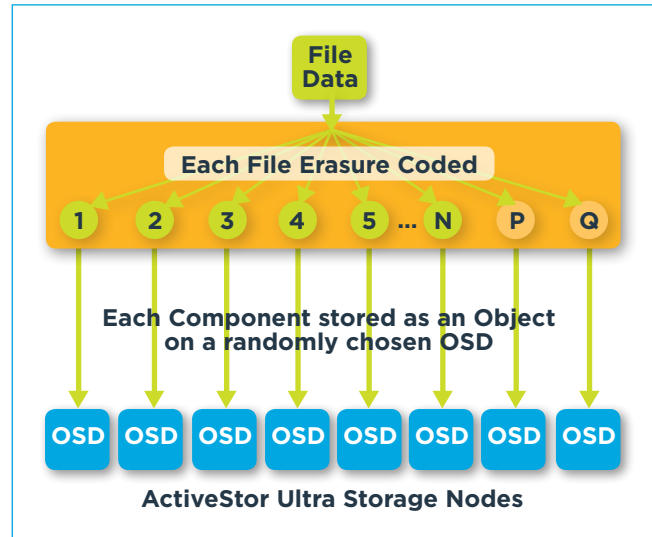 File
Data
Each File Erasure Coded
1 2 3 4 5 ... N P Q
Each Component stored as an Object
on a randomly chosen OSD
OSD OSD OSD OSD OSD OSD OSD OSD
ActiveStor Ultra Storage Nodes